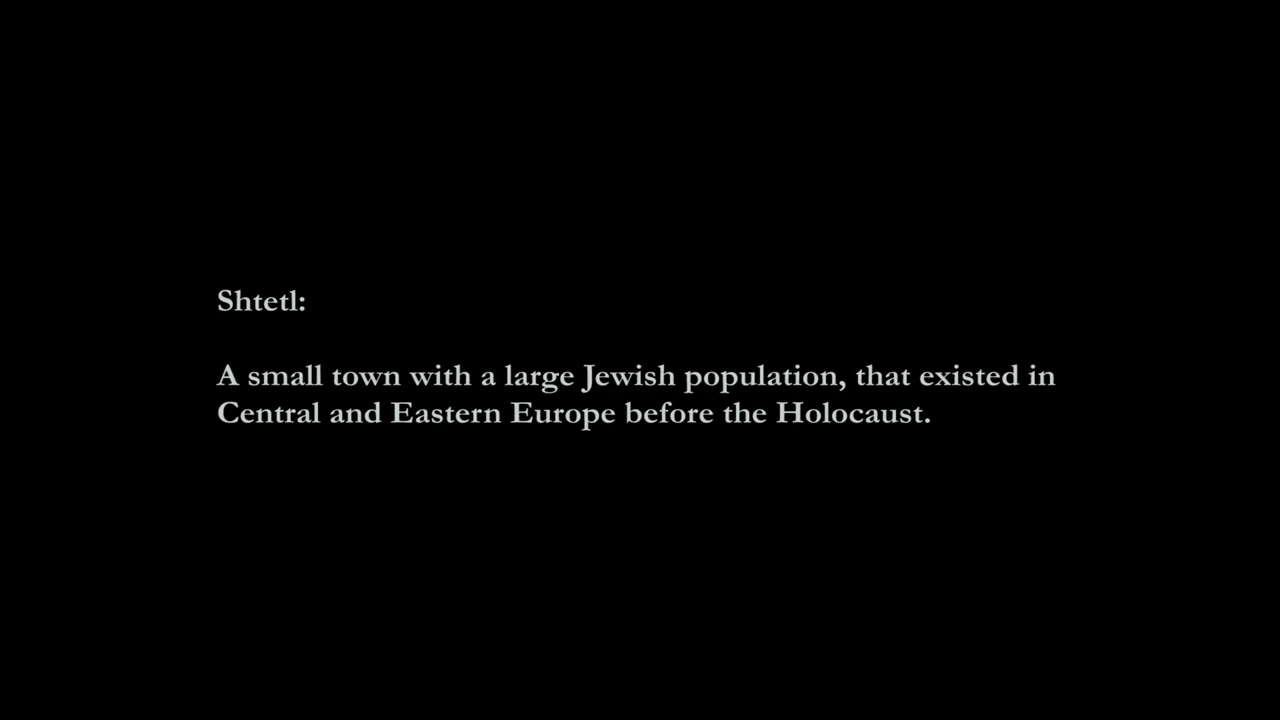 Shtetl:
A small town with a large Jewish population, that existed in
Central and Eastern Europe before the Holocaust.